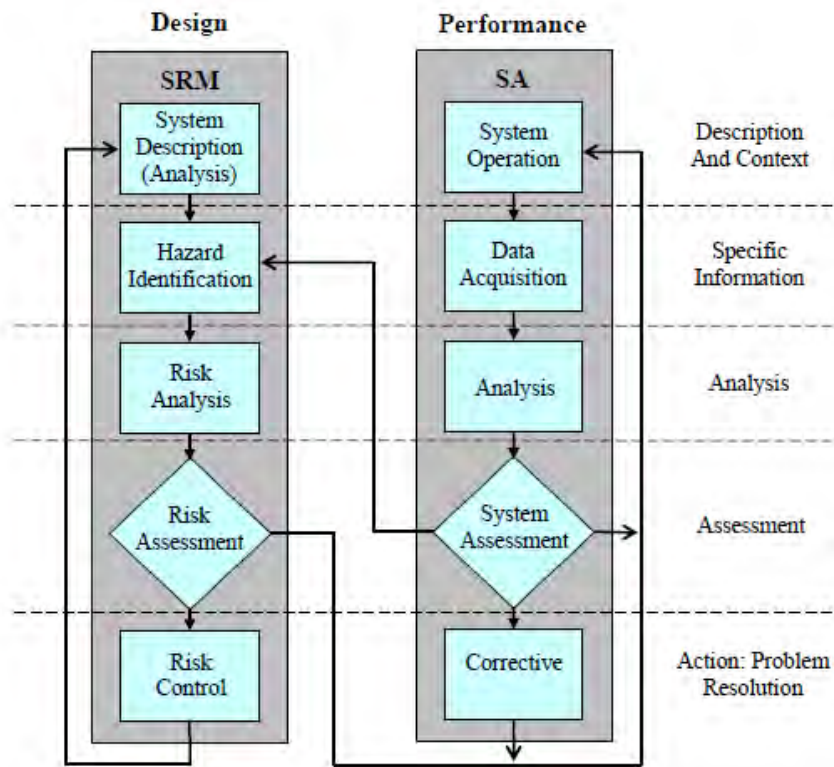 Design
Performance
SRM
SA
System
Description
(Analysis)
System
Operation
Description
And Context
Hazard
Identification
Data
Acquisition
Specific
Information
Risk
Analysis
Analysis
Analysis
Risk
Assessment
System
Assessment
Assessment
Risk
Control
Corrective
Action: Problem
Resolution